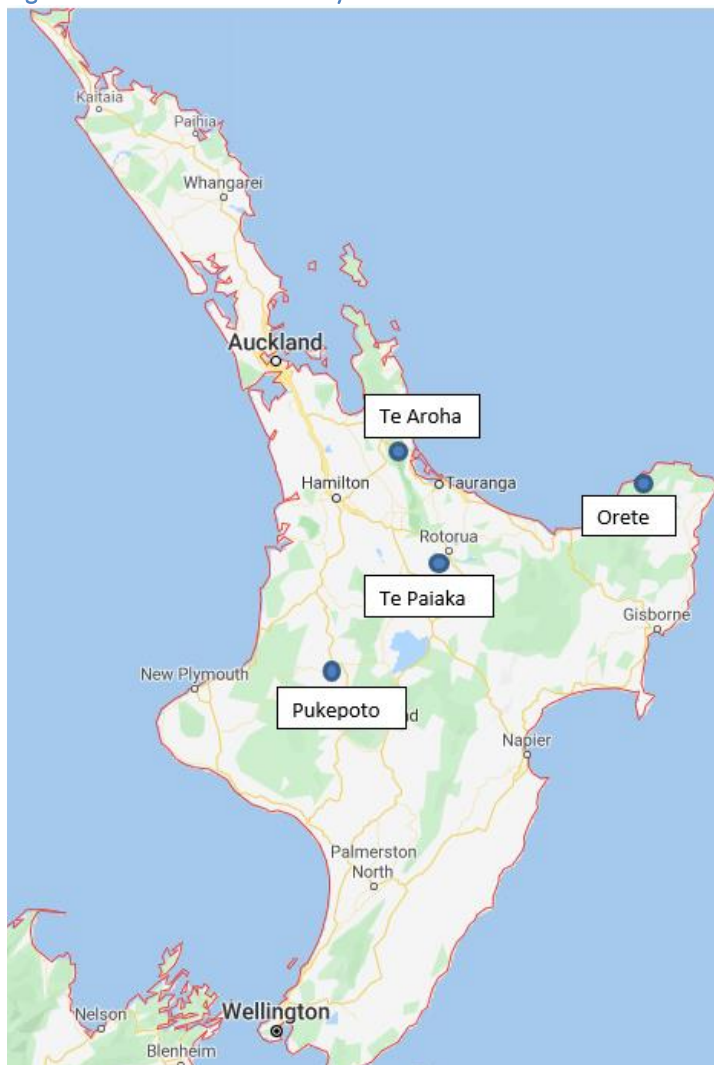 Kaitaia
Paihia
Whangarei
Auckland
Te Aroha
Hamilton
Tauranga
Orete
Rotorua
Te Paiaka
Gisborne
New Plymouth
Pukepoto
nd
Napier
Palmerston
North
Wellington
Nelson
Blenheim